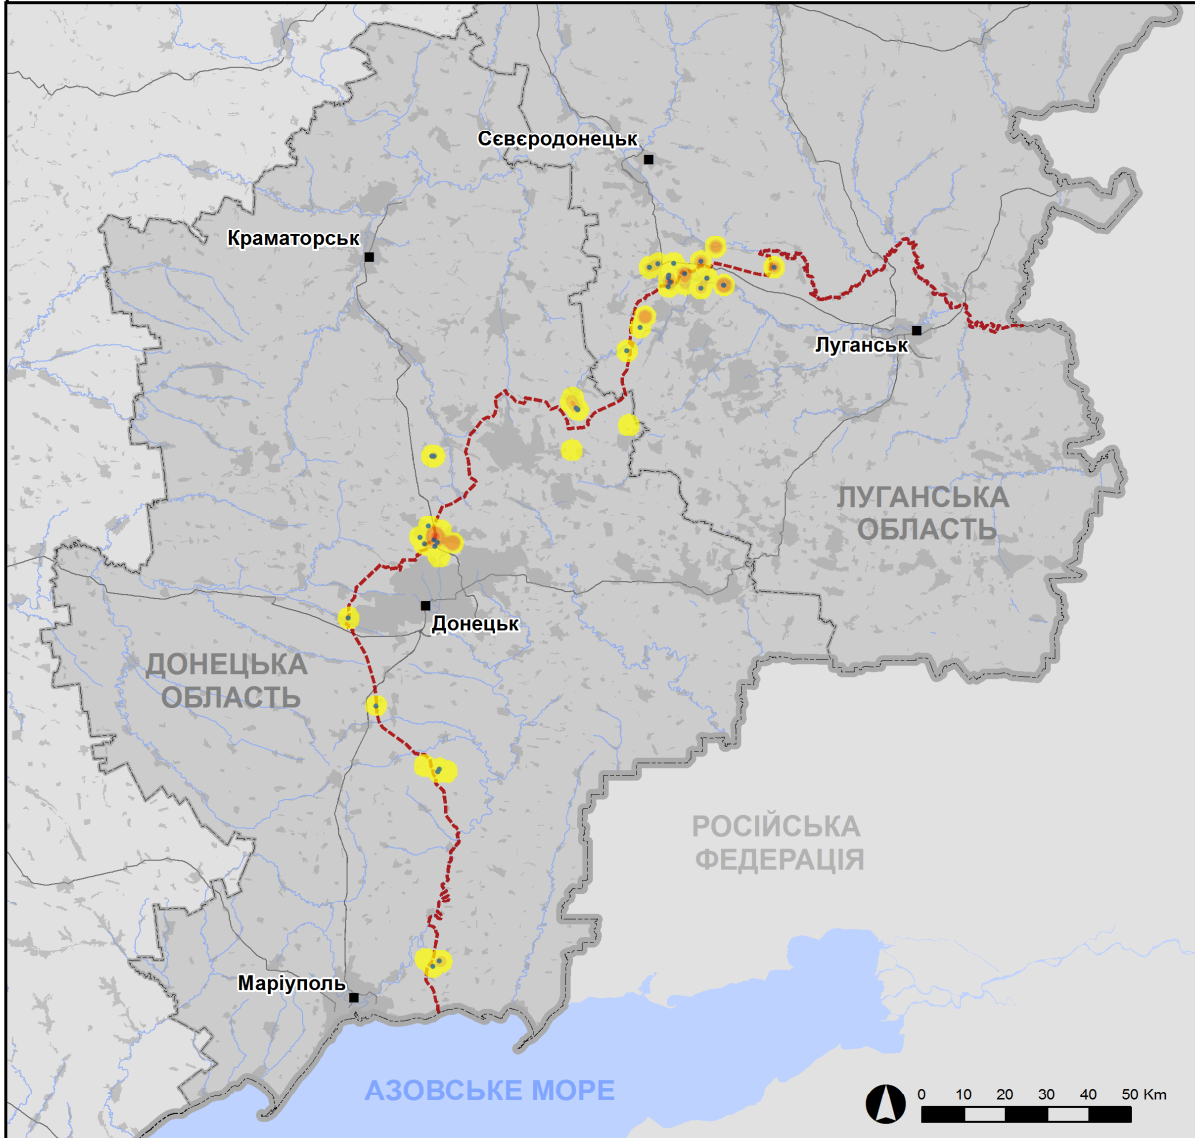 Сєвєродонецьк
Краматорськ
Луганськ
ЛУГАНСЬКА
ОБЛАСТЬ
Донецьк
ДОНЕЦЬКА
ОБЛАСТЬ
РОСІЙСЬКА
ФЕДЕРАЦІЯ
Маріуполь
АЗОВСЬКЕ МОРЕ
0 10 20 30 40 50 Km